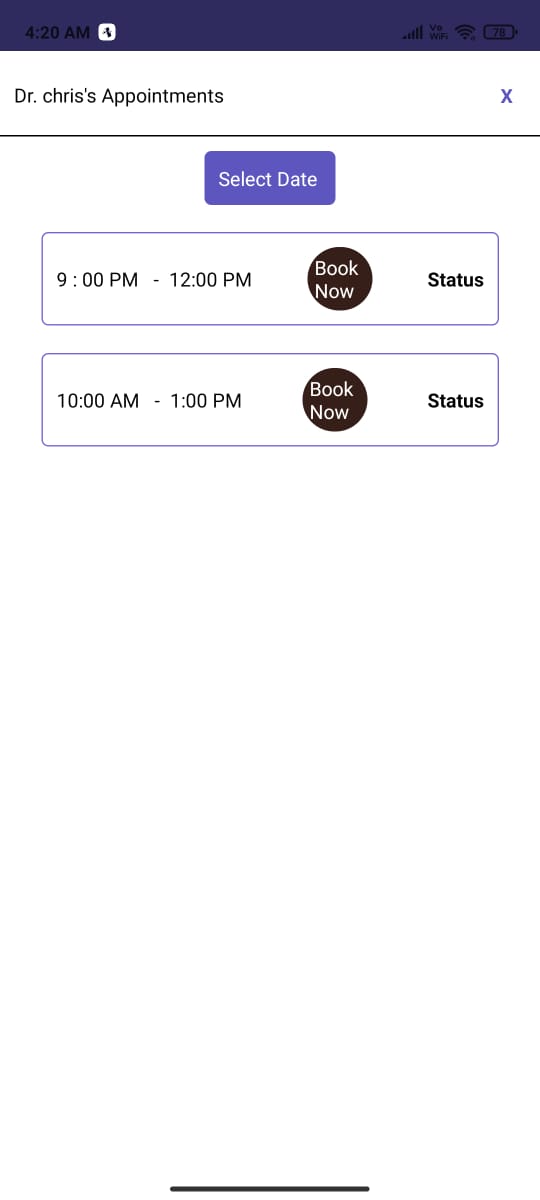 4:20 AM Vo WiFi 78
Dr. chris's Appointments X
Select Date
9 : 00 PM - 12:00 PM Book Now Status
10:00 AM - 1:00 PM Book Now Status